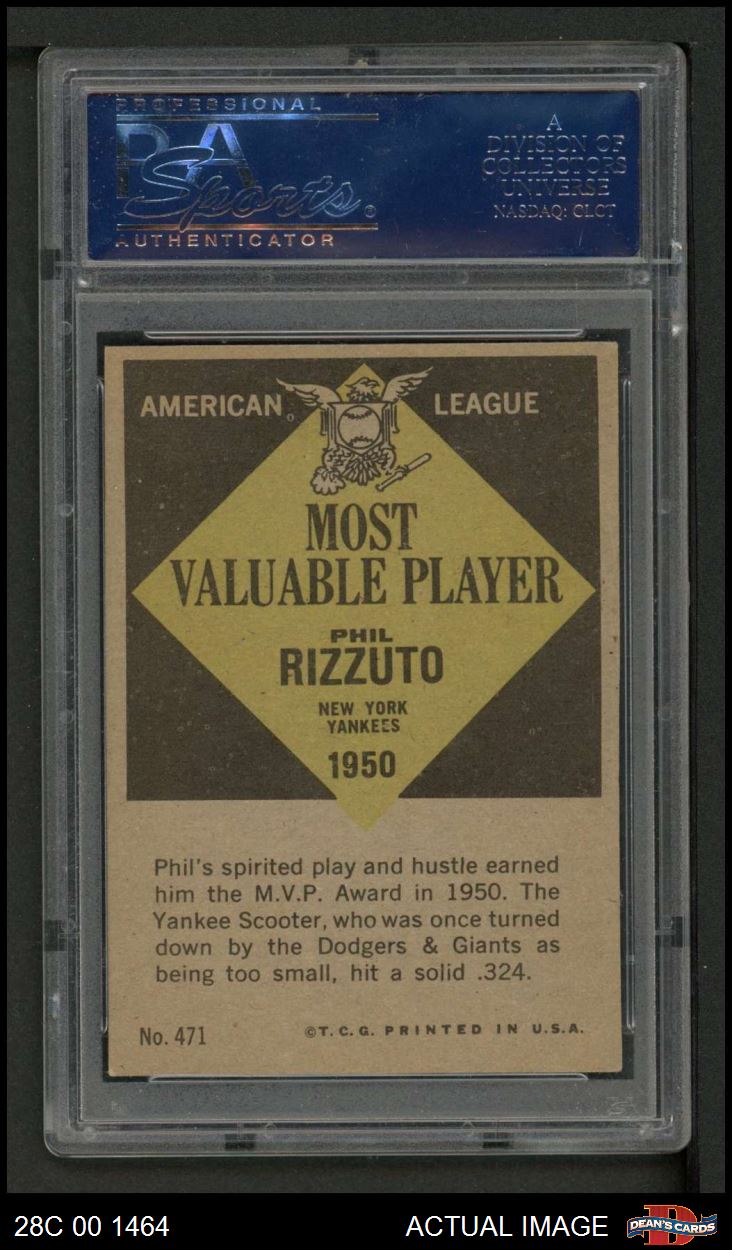 PROFESSIONAL
PSA
Sports
AUTHENTICATOR
A
DIVISION OF
COLLECTORS
UNIVERSE
NASDAQ: CLCT
AMERICAN LEAGUE
MOST
VALUABLE PLAYER
PHIL
RIZZUTO
NEW YORK
YANKEES
1950
Phil's spirited play and hustle earned
him the M.V.P. Award in 1950. The
Yankee Scooter, who was once turned
down by the Dodgers & Giants as
being too small, hit a solid .324.
No. 471 ©T.C.G. PRINTED IN U.S.A.
28C 00 1464 ACTUAL IMAGE DEAN'S CARDS